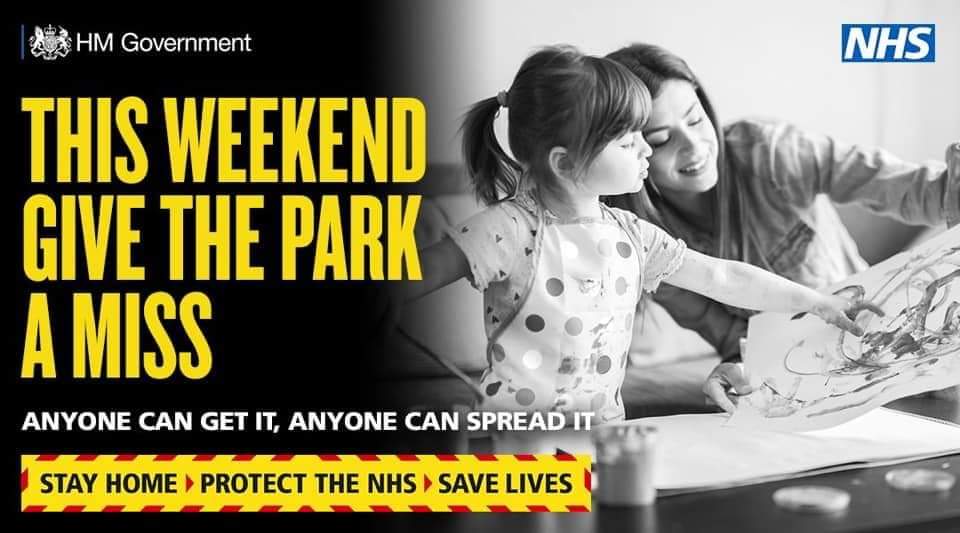 HM Government
NHS
THIS WEEKEND
GIVE THE PARK
A MISS
ANYONE CAN GET IT, ANYONE CAN SPREAD IT
STAY HOME PROTECT THE NHS SAVE LIVES